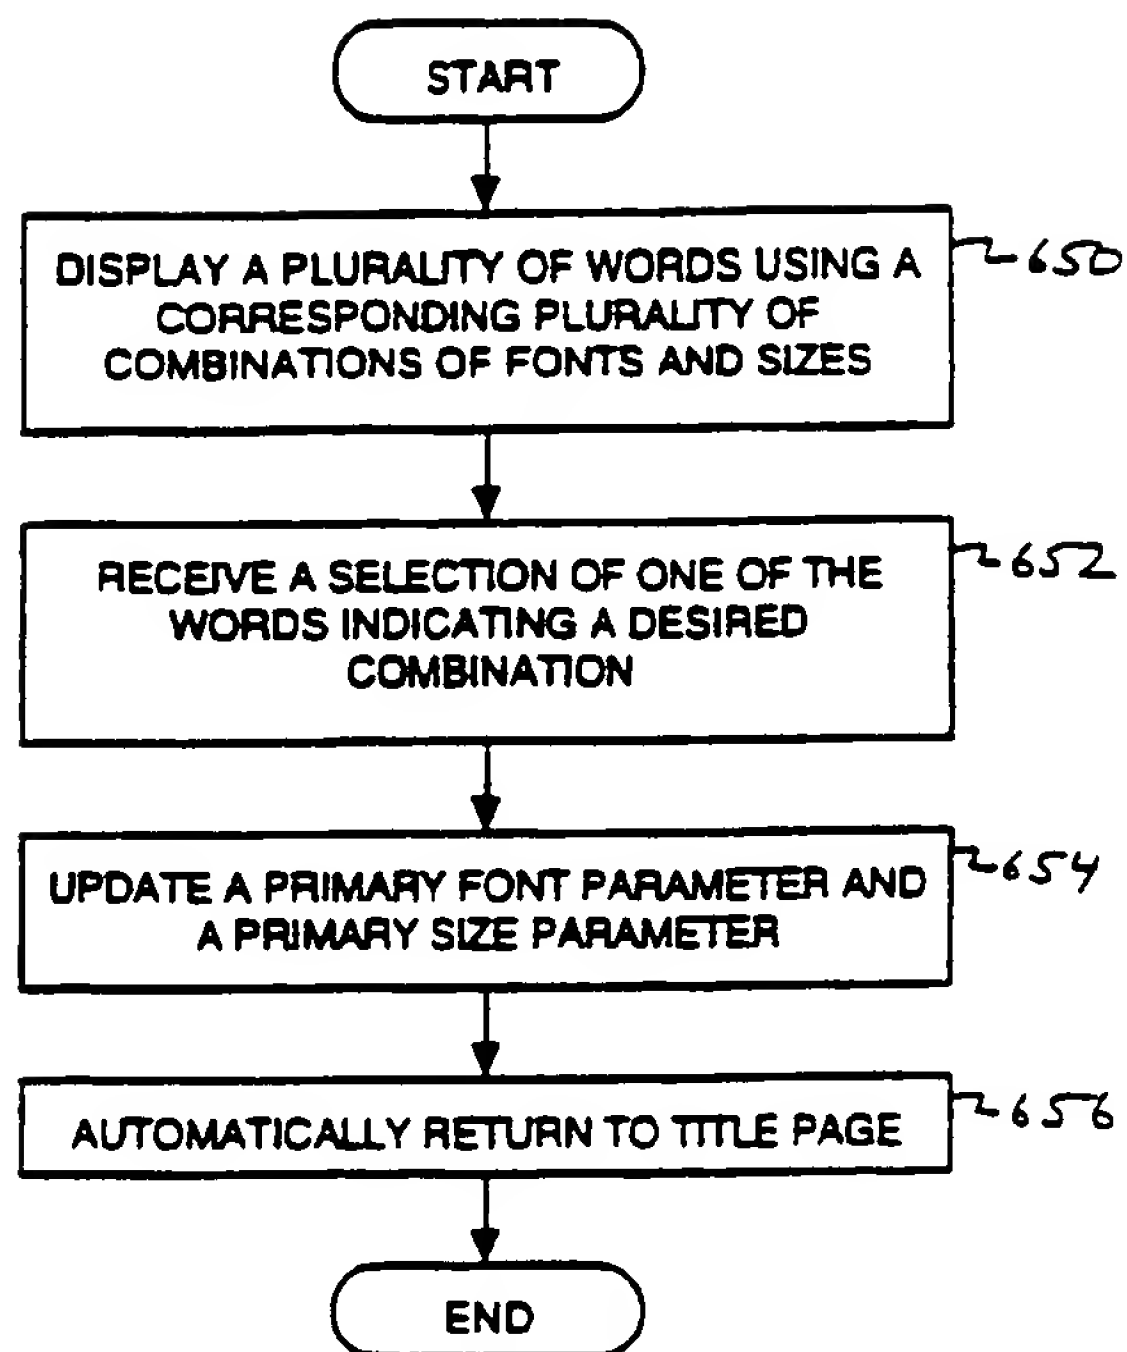 START
DISPLAY A PLURALITY OF WORDS USING A
650
CORRESPONDING PLURALITY OF
COMBINATIONS OF FONTS AND SIZES
RECEIVE A SELECTION OF ONE OF THE
652
WORDS INDICATING A DESIRED
COMBINATION
UPDATE A PRIMARY FONT PARAMETER AND
654
A PRIMARY SIZE PARAMETER
AUTOMATICALLY RETURN TO TITLE PAGE
656
END